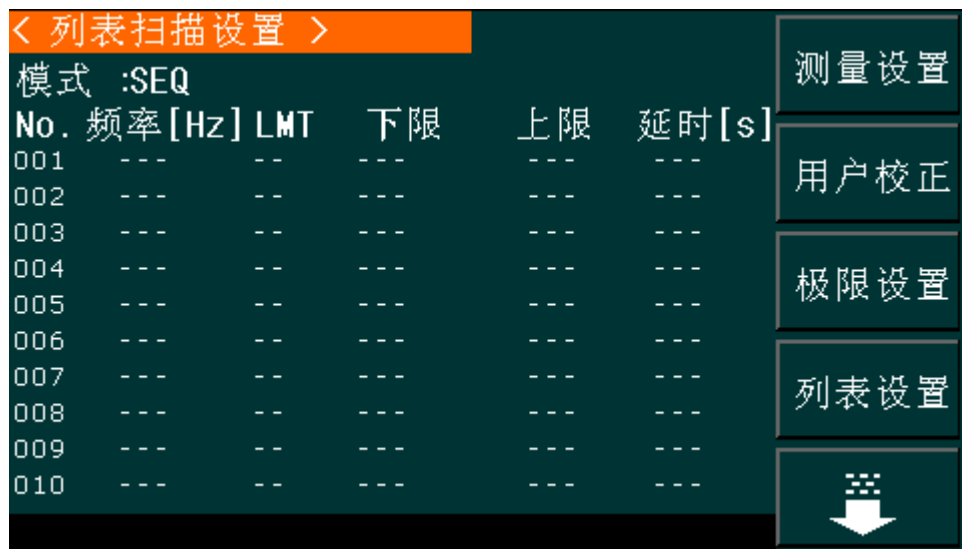 < 列表扫描设置 >
模式 :SEQ
No. 频率[Hz] LMT 下限 上限 延时[s]
001 --- -- --- --- ---
002 --- -- --- --- ---
003 --- -- --- --- ---
004 --- -- --- --- ---
005 --- -- --- --- ---
006 --- -- --- --- ---
007 --- -- --- --- ---
008 --- -- --- --- ---
009 --- -- --- --- ---
010 --- -- --- --- ---
测量设置
用户校正
极限设置
列表设置